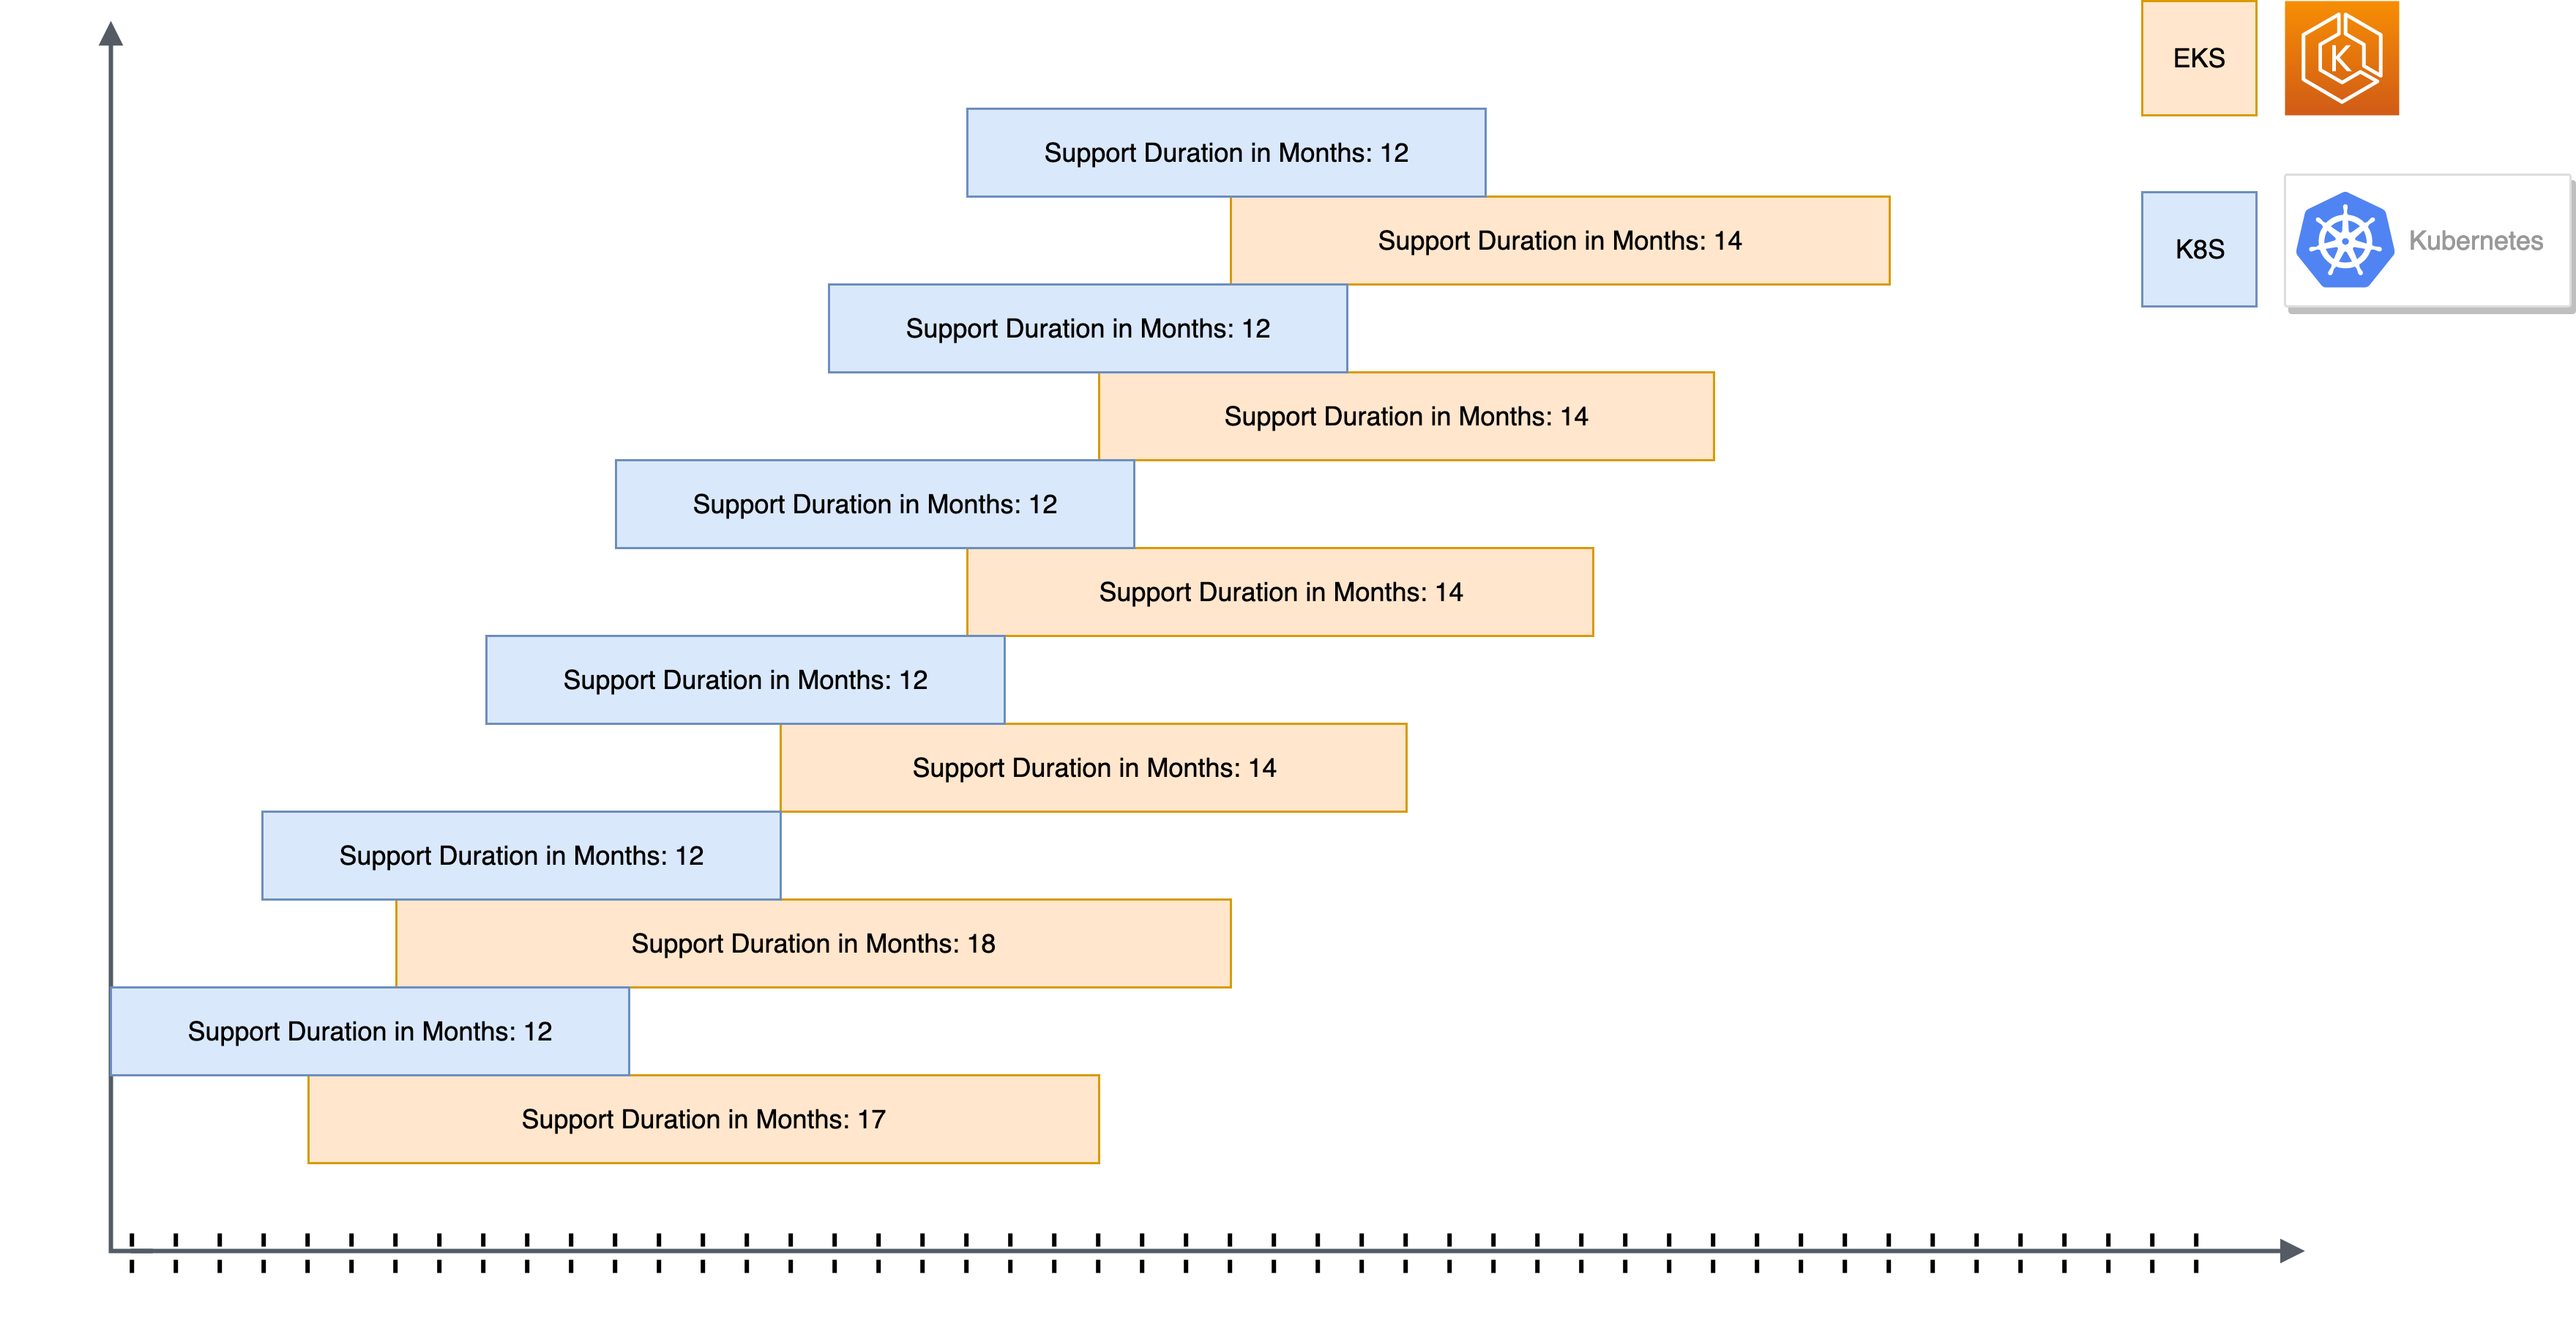 EKS
K
Support Duration in Months: 12
Support Duration in Months: 14
K8S
Kubernetes
Support Duration in Months: 12
Support Duration in Months: 14
Support Duration in Months: 12
Support Duration in Months: 14
Support Duration in Months: 12
Support Duration in Months: 14
Support Duration in Months: 12
Support Duration in Months: 18
Support Duration in Months: 12
Support Duration in Months: 17